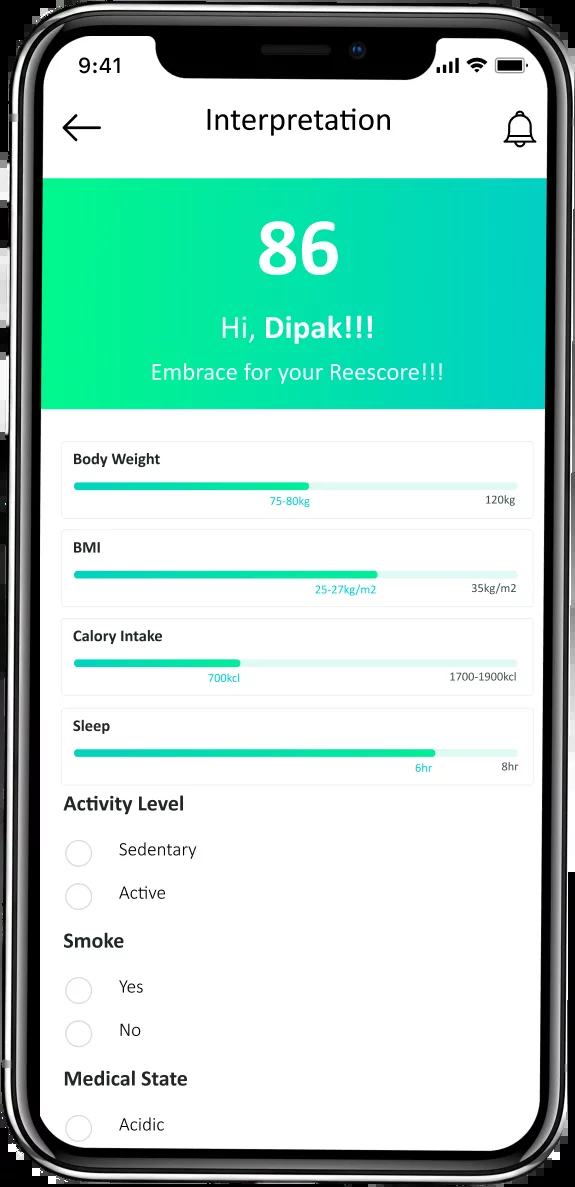 9:41
Interpretation
86
Hi, Dipak!!!
Embrace for your Reescore!!!
Body Weight
75-80kg 120kg
BMI
25-27kg/m2 35kg/m2
Calory Intake
700kcl 1700-1900kcl
Sleep
6hr 8hr
Activity Level
Sedentary
Active
Smoke
Yes
No
Medical State
Acidic